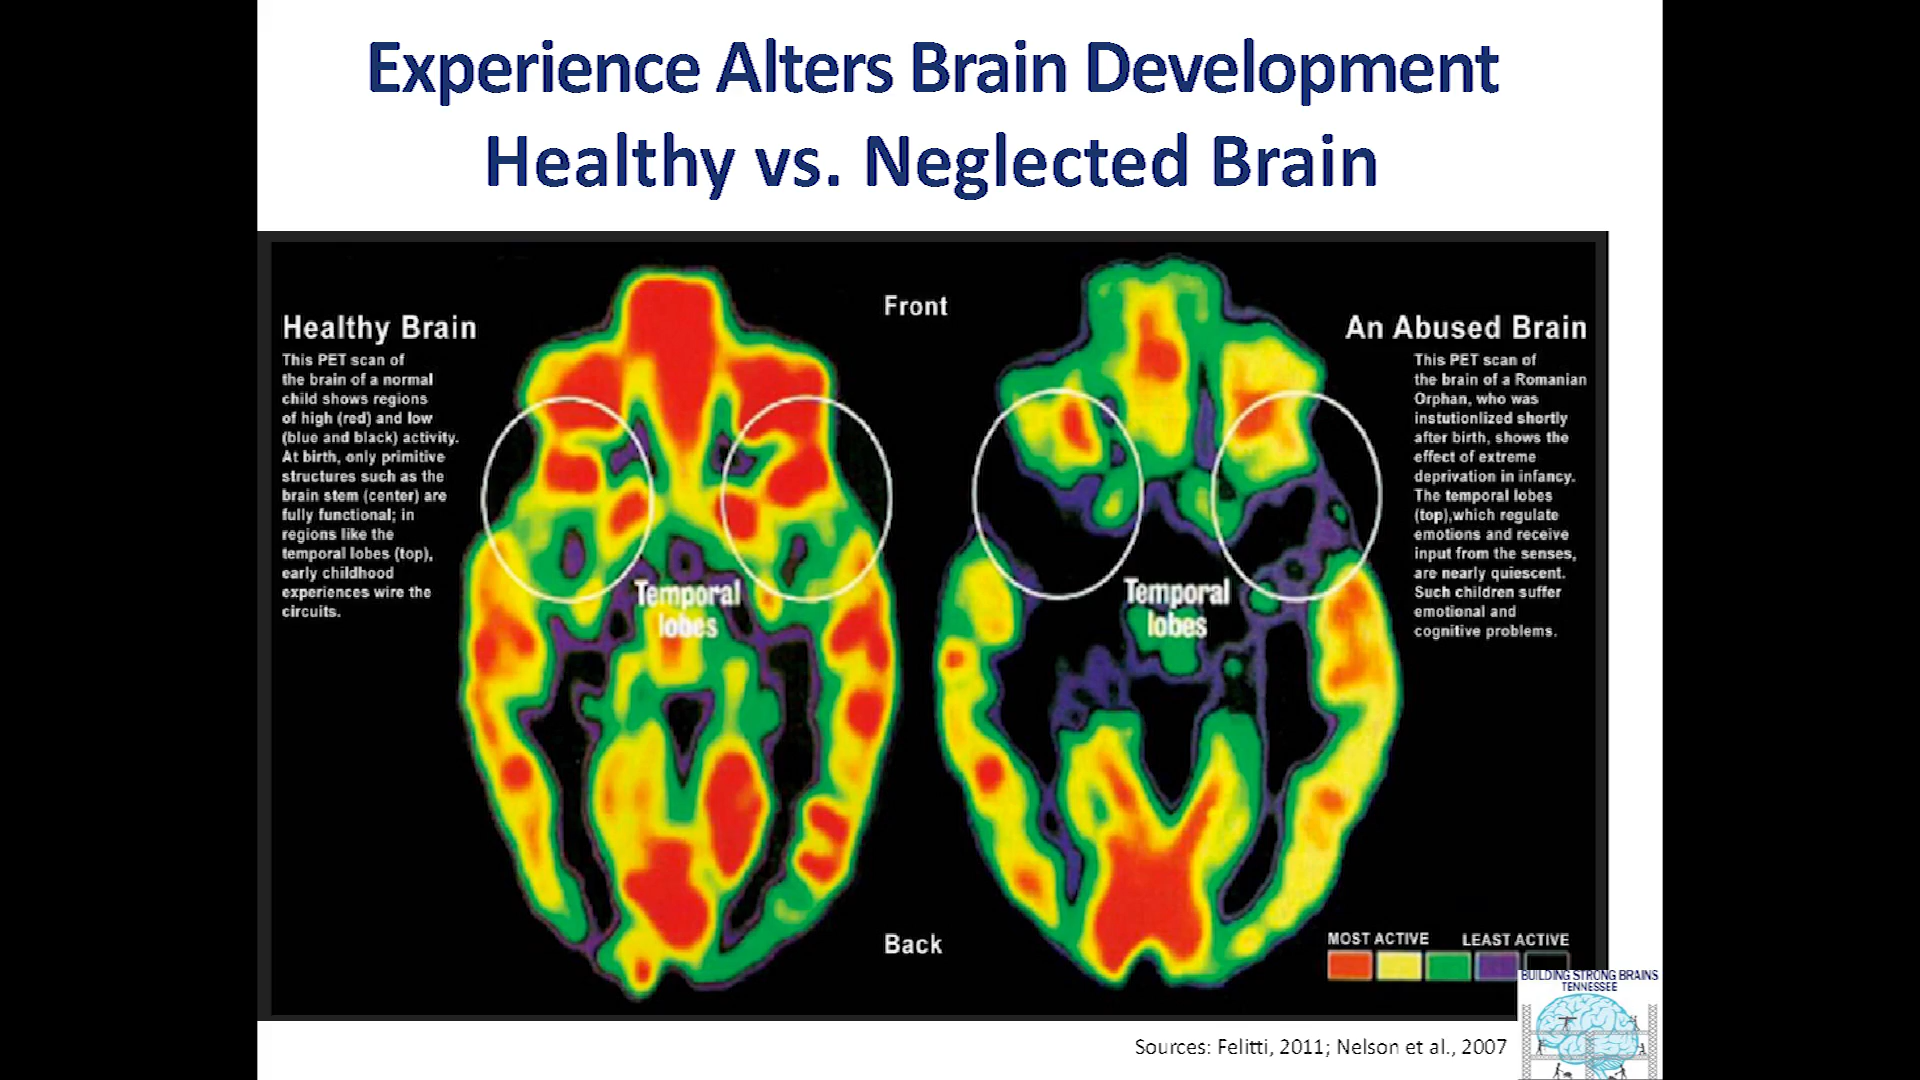 Experience Alters Brain Development
Healthy vs. Neglected Brain
Healthy Brain
This PET scan of
the brain of a normal
child shows regions
of high (red) and low
(blue and black) activity.
At birth, only primitive
structures such as the
brain stem (center) are
fully functional; in
regions like the
temporal lobes (top),
early childhood
experiences wire the
circuits.
Front
Temporal
lobes
Back
Temporal
lobes
An Abused Brain
This PET scan of
the brain of a Romanian
Orphan, who was
instutionlized shortly
after birth, shows the
effect of extreme
deprivation in infancy.
The temporal lobes
(top),which regulate
emotions and receive
input from the senses,
are nearly quiescent.
Such children suffer
emotional and
cognitive problems.
MOST ACTIVE LEAST ACTIVE
BUILDING STRONG BRAINS
TENNESSEE
Sources: Felitti, 2011; Nelson et al., 2007